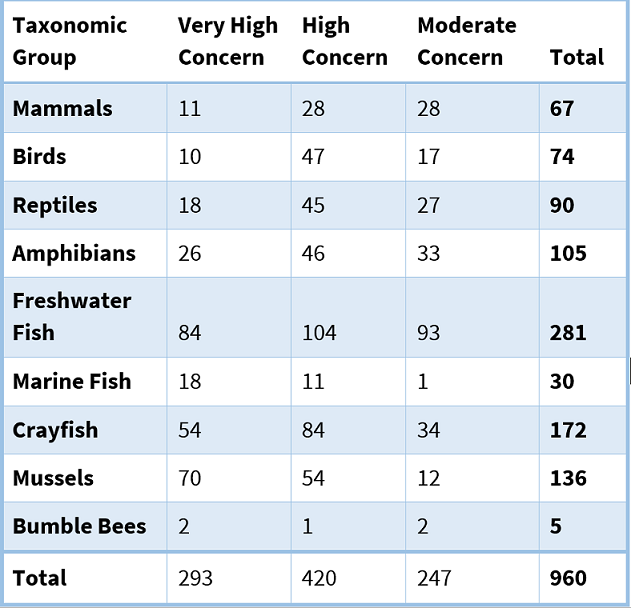 Taxonomic Group Very High Concern High Concern Moderate Concern Total
Mammals 11 28 28 67
Birds 10 47 17 74
Reptiles 18 45 27 90
Amphibians 26 46 33 105
Freshwater Fish 84 104 93 281
Marine Fish 18 11 1 30
Crayfish 54 84 34 172
Mussels 70 54 12 136
Bumble Bees 2 1 2 5
Total 293 420 247 960